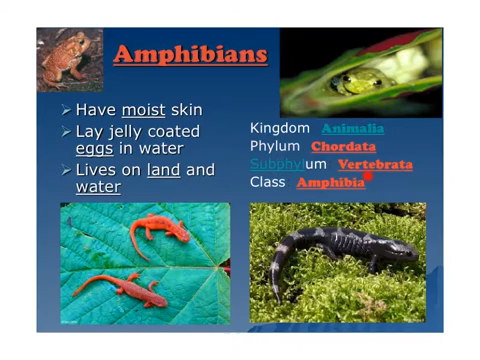 Amphibians
Have moist skin
Lay jelly coated
eggs in water
Lives on land and
water
Kingdom Animalia
Phylum Chordata
Subphylum Vertebrata
Class Amphibia